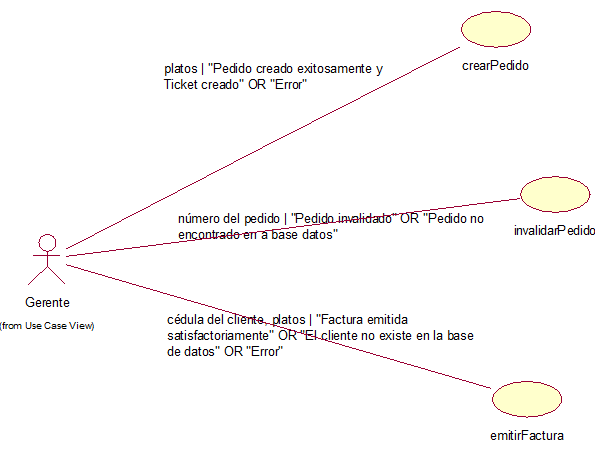 platos | "Pedido creado exitosamente y
Ticket creado" OR "Error"
crearPedido
número del pedido | "Pedido invalidado" OR "Pedido no
encontrado en a base datos"
invalidarPedido
Gerente
(from Use Case View)
cédula del cliente, platos | "Factura emitida
satisfactoriamente" OR "El cliente no existe en la base
de datos" OR "Error"
emitirFactura